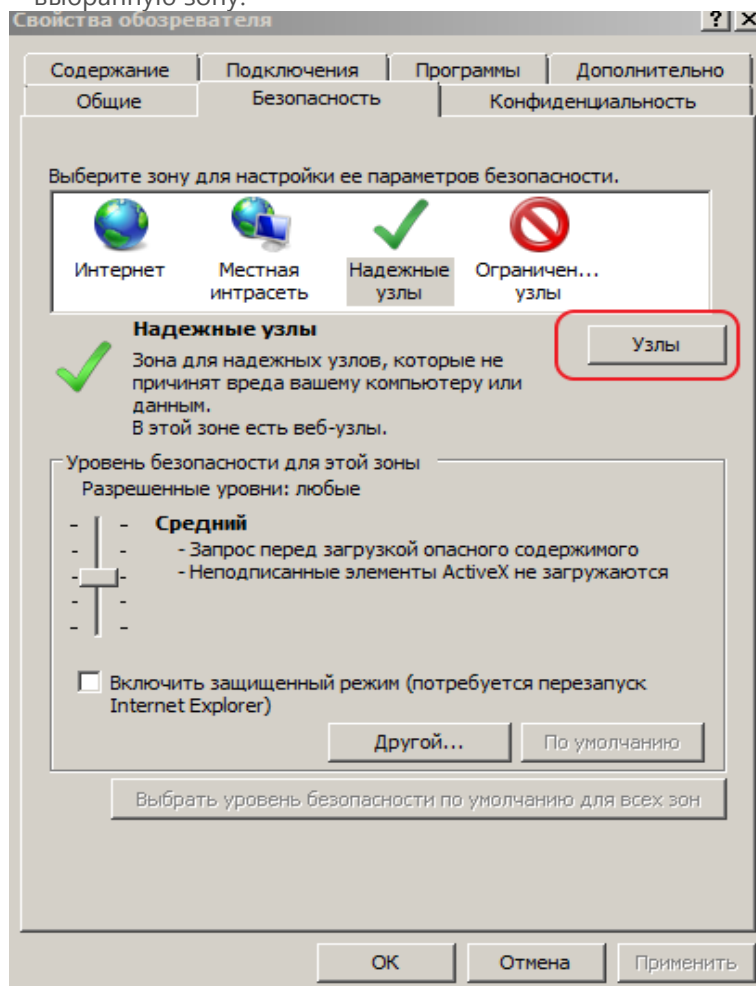 выбранную зону.
Свойства обозревателя
Содержание Подключения Программы Дополнительно
Общие Безопасность Конфиденциальность
Выберите зону для настройки ее параметров безопасности.
Интернет Местная интрасеть Надежные узлы Ограничен... узлы
Надежные узлы
Узлы
Зона для надежных узлов, которые не
причинят вреда вашему компьютеру или
данным.
В этой зоне есть веб-узлы.
Уровень безопасности для этой зоны
Разрешенные уровни: любые
Средний
- Запрос перед загрузкой опасного содержимого
- Неподписанные элементы ActiveX не загружаются
Включить защищенный режим (потребуется перезапуск
Internet Explorer)
Другой... По умолчанию
Выбрать уровень безопасности по умолчанию для всех зон
ОК Отмена Применить